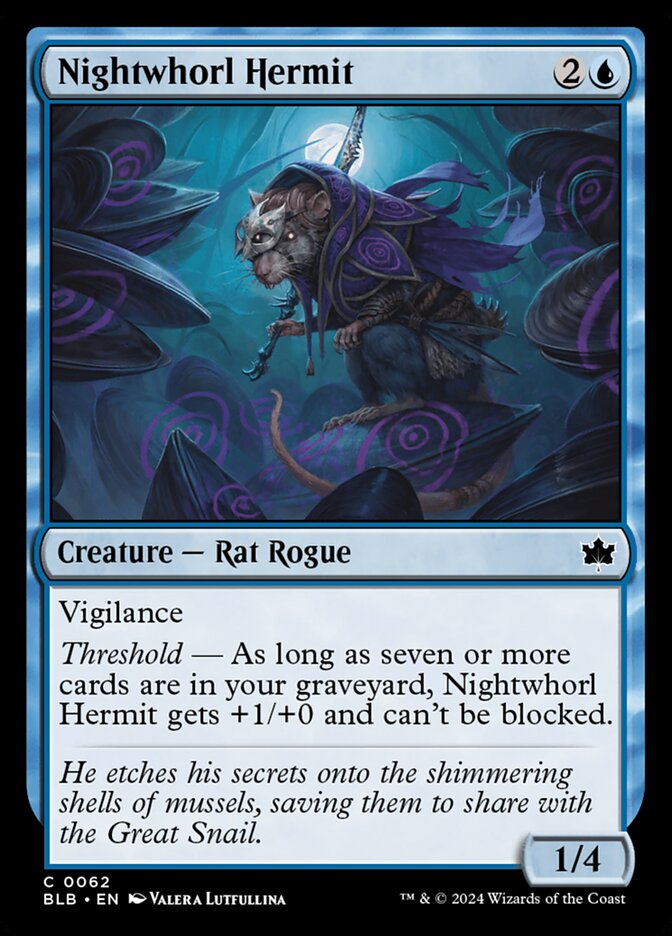 Nightwhorl Hermit 2
Creature — Rat Rogue
Vigilance
Threshold — As long as seven or more
cards are in your graveyard, Nightwhorl
Hermit gets +1/+0 and can't be blocked.
He etches his secrets onto the shimmering
shells of mussels, saving them to share with
the Great Snail.
1/4
C 0062
BLB • EN VALERA LUTFULLINA
™ & © 2024 Wizards of the Coast